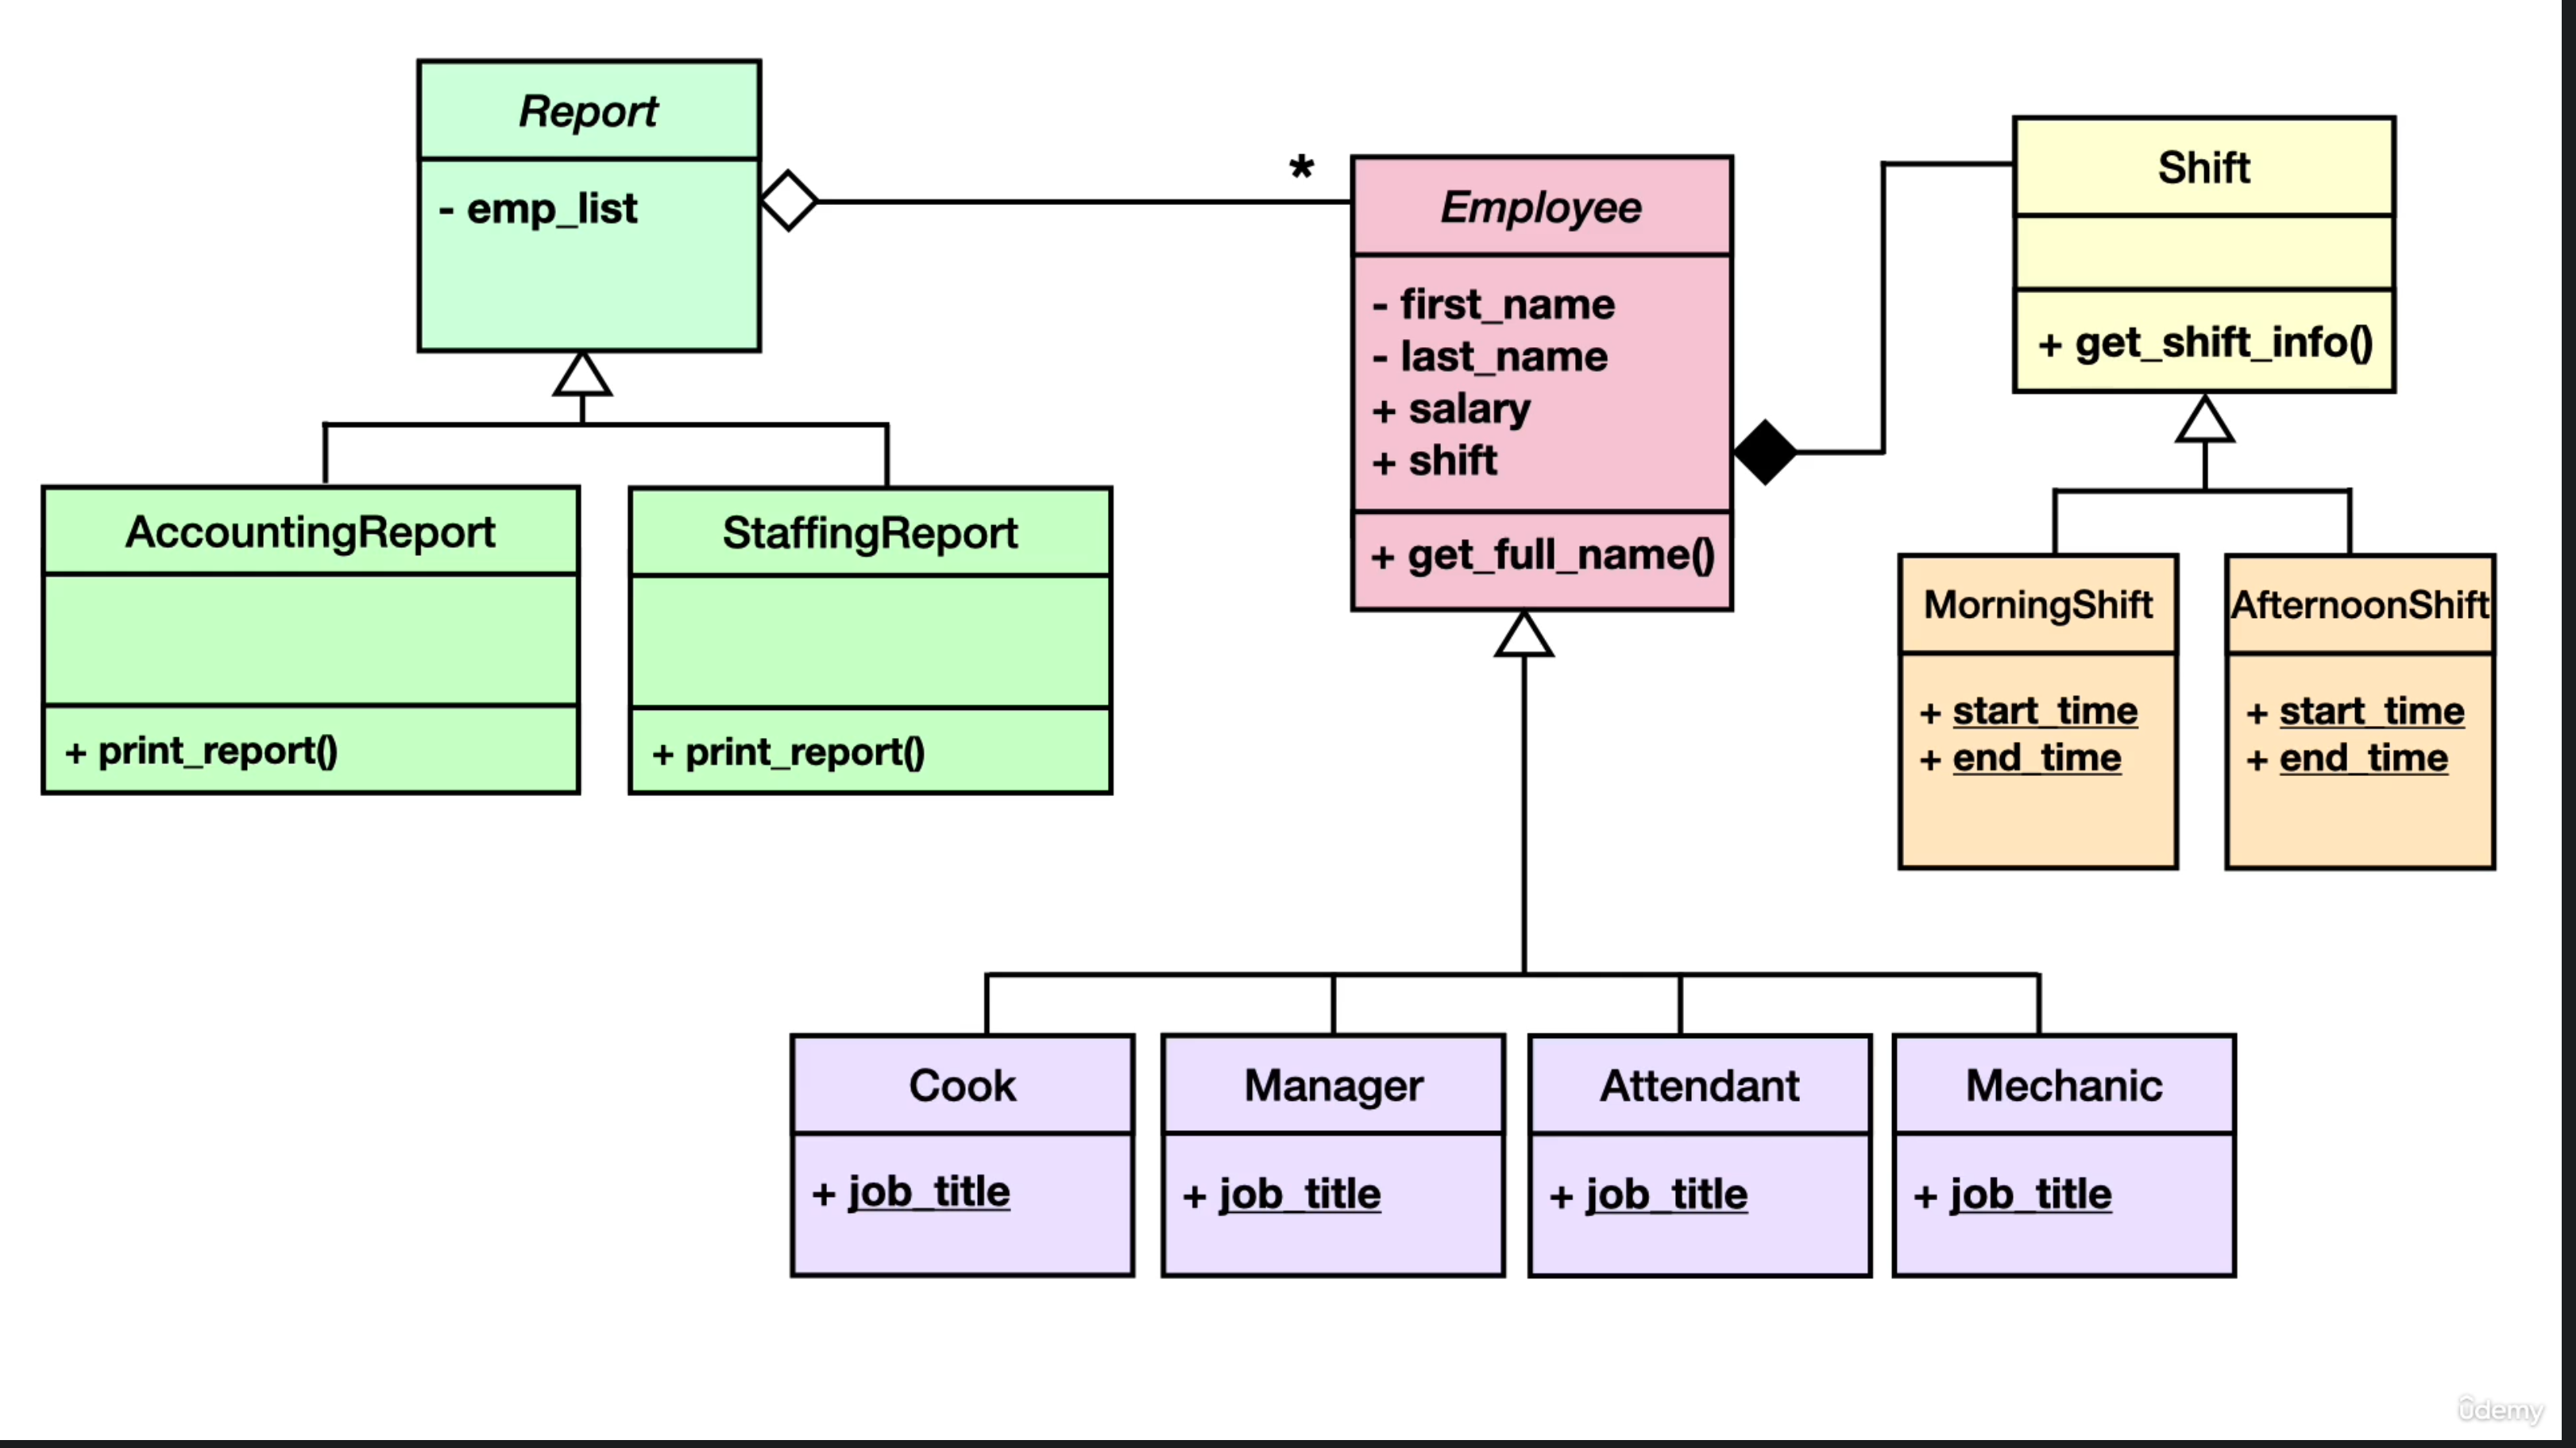 Report
- emp_list
*
Employee
- first_name
- last_name
+ salary
+ shift
+ get_full_name()
Shift
+ get_shift_info()
AccountingReport
+ print_report()
StaffingReport
+ print_report()
MorningShift
+ start_time
+ end_time
AfternoonShift
+ start_time
+ end_time
Cook
+ job_title
Manager
+ job_title
Attendant
+ job_title
Mechanic
+ job_title
ûdemy